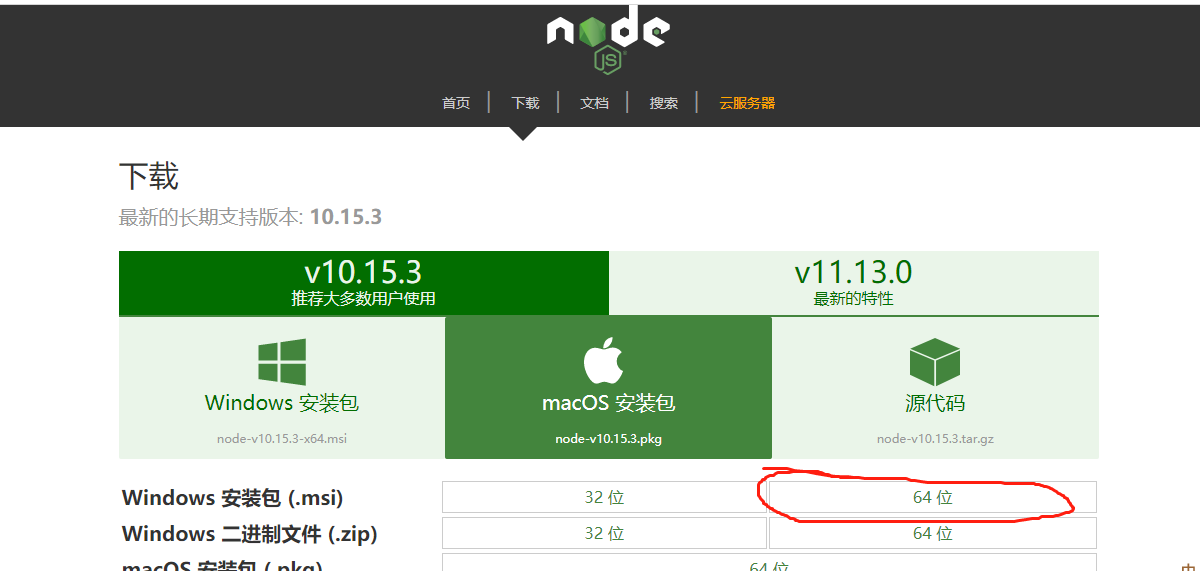 node
JS
首页 下载 文档 搜索 云服务器
下载
最新的长期支持版本: 10.15.3
v10.15.3 v11.13.0
推荐大多数用户使用 最新的特性
Windows 安装包 macOS 安装包 源代码
node-v10.15.3-x64.msi node-v10.15.3.pkg node-v10.15.3.tar.gz
Windows 安装包 (.msi) 32 位 64 位
Windows 二进制文件 (.zip) 32 位 64 位
macOS 安装包 (.pkg) 64 位